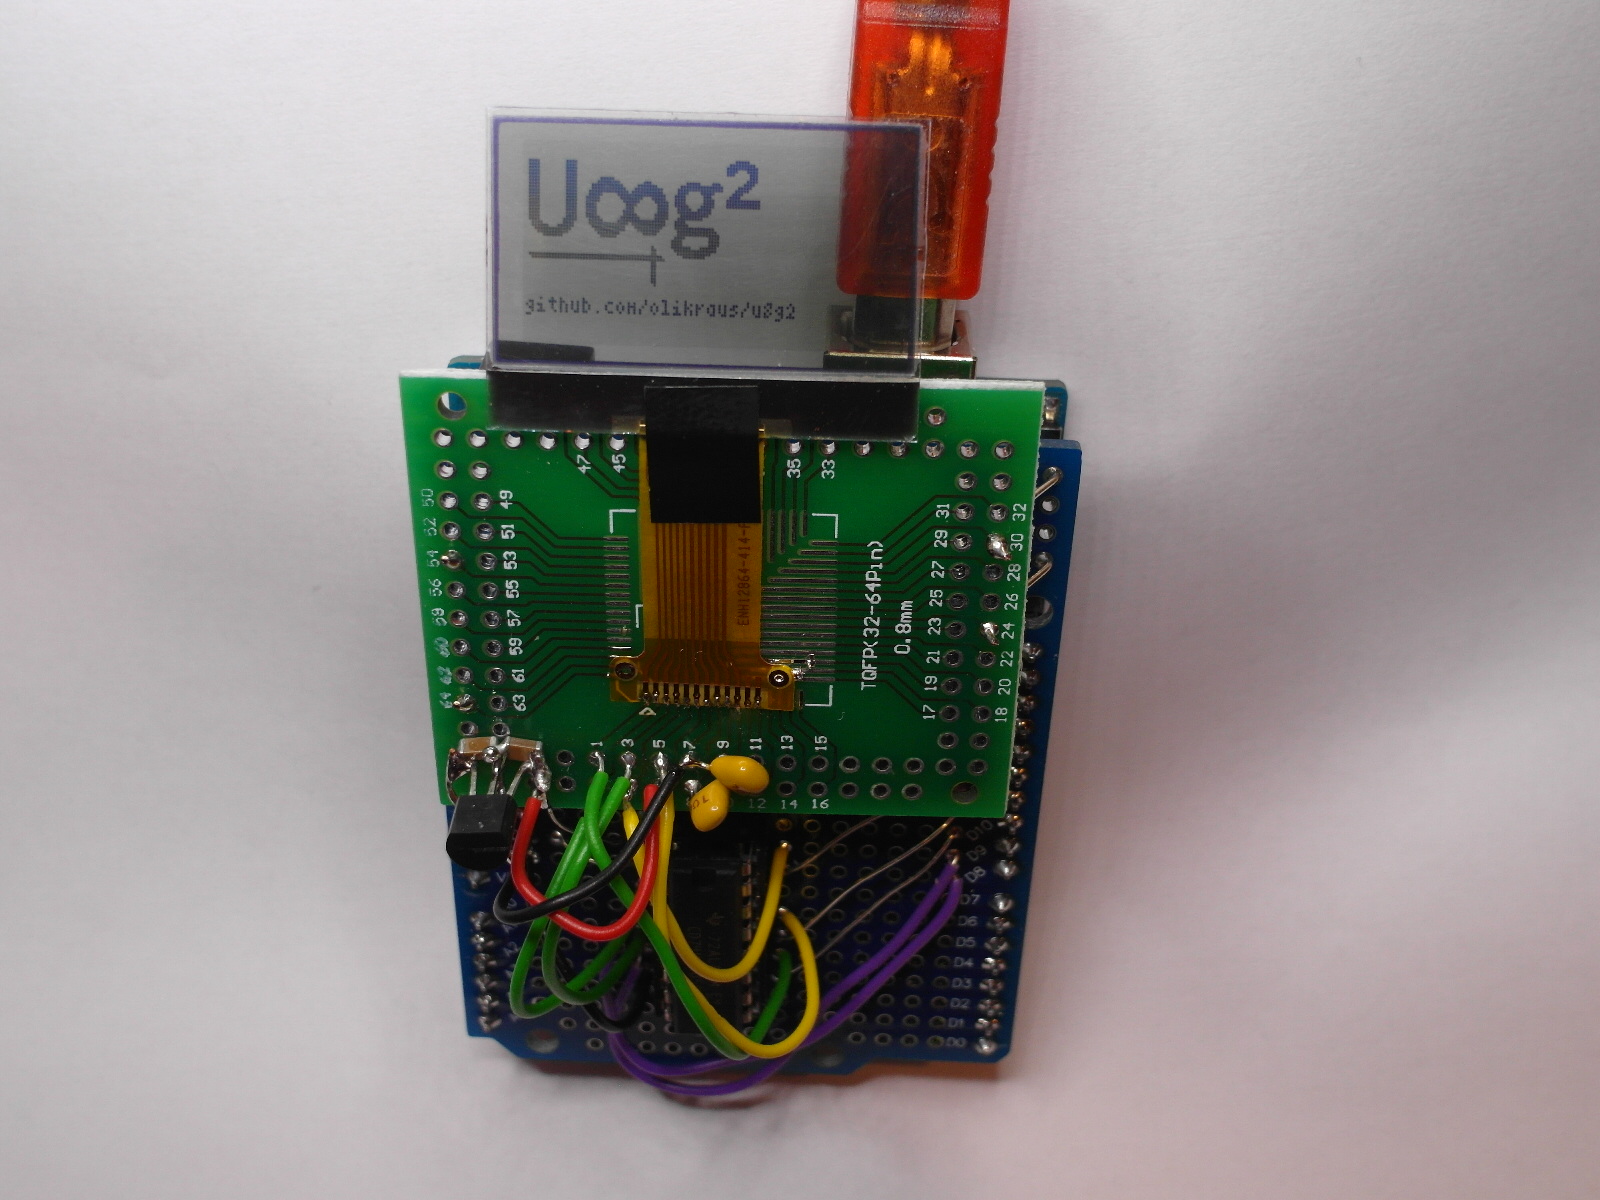 U∞g²
github.com/olikraus/u8g2
47 45 35 33
50 49
52 51
54 53
56 55
58 57
60 59
62 61
64 63
31 32
29 30
27 28
25 26
23 24
21 22
19 20
17 18
ENH12864-414-F
TQFP(32-64Pin)
0.8mm
1 3 5 7 9 11 13 15
12 14 16
D10
D9
D8
D7
D6
D5
D4
D3
D2
D1
D0